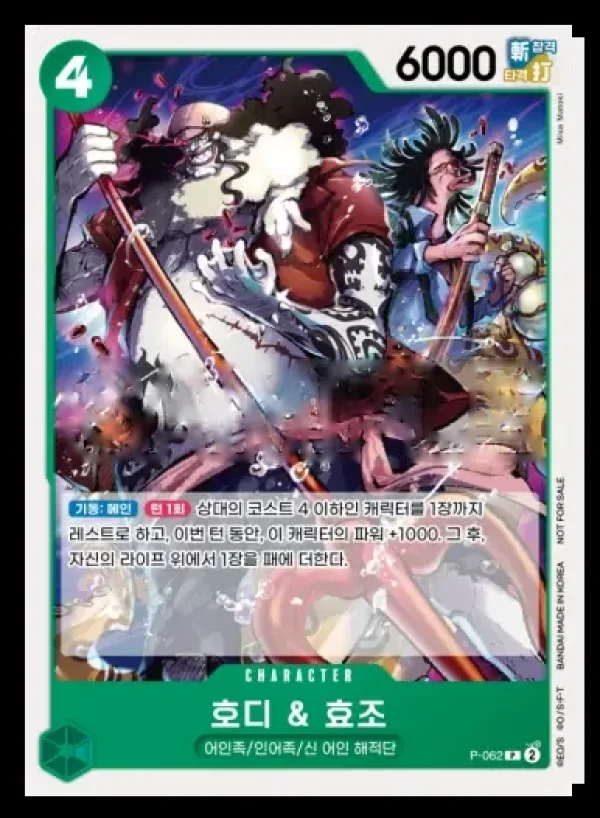 4
6000
斬 참격
타격 打
Misa Matoki
기동: 메인 턴 1회 상대의 코스트 4 이하인 캐릭터를 1장까지
레스트로 하고, 이번 턴 동안, 이 캐릭터의 파워 +1000. 그 후,
자신의 라이프 위에서 1장을 패에 더한다.
CHARACTER
호디 & 효조
어인족/인어족/신 어인 해적단
P-062 P 2
©EO/S ©O./S·F·T BANDAI MADE IN KOREA NOT FOR SALE